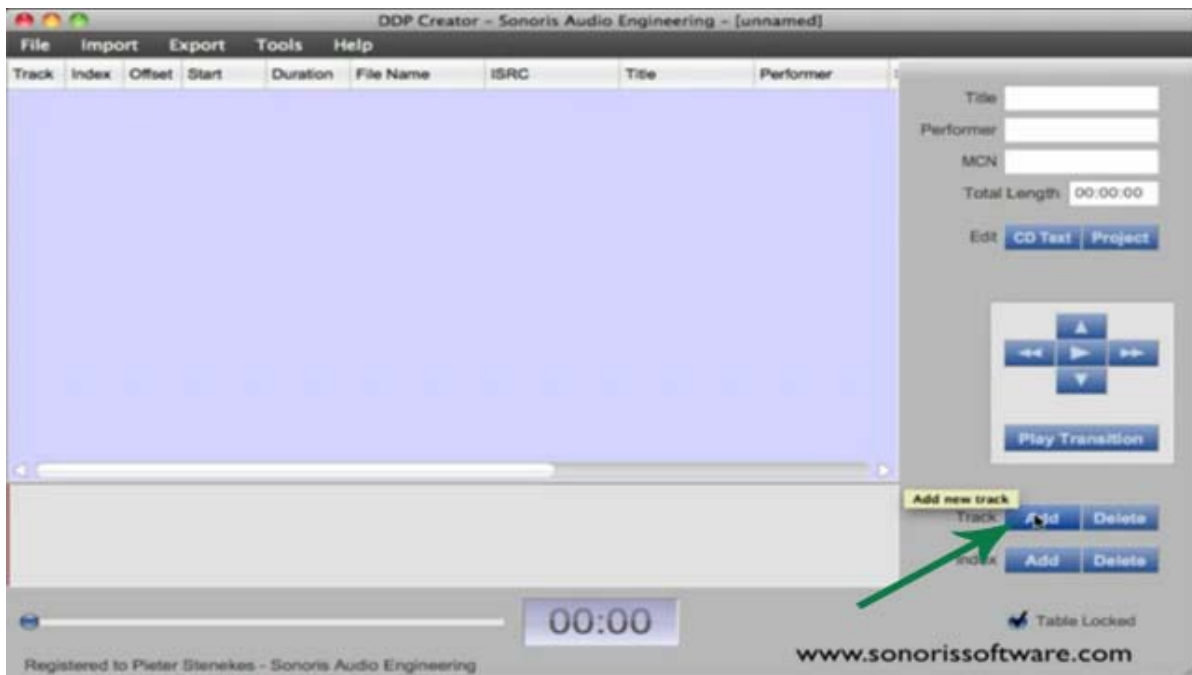 DDP Creator - Sonoris Audio Engineering - [unnamed]
File Import Export Tools Help
Track Index Offset Start Duration File Name ISRC Title Performer
Title
Performer
MCN
Total Length 00:00:00
Edit CD Text Project
Play Transition
Add new track
Track Add Delete
Index Add Delete
00:00
Table Locked
www.sonorissoftware.com
Registered to Pieter Stenekes - Sonoris Audio Engineering